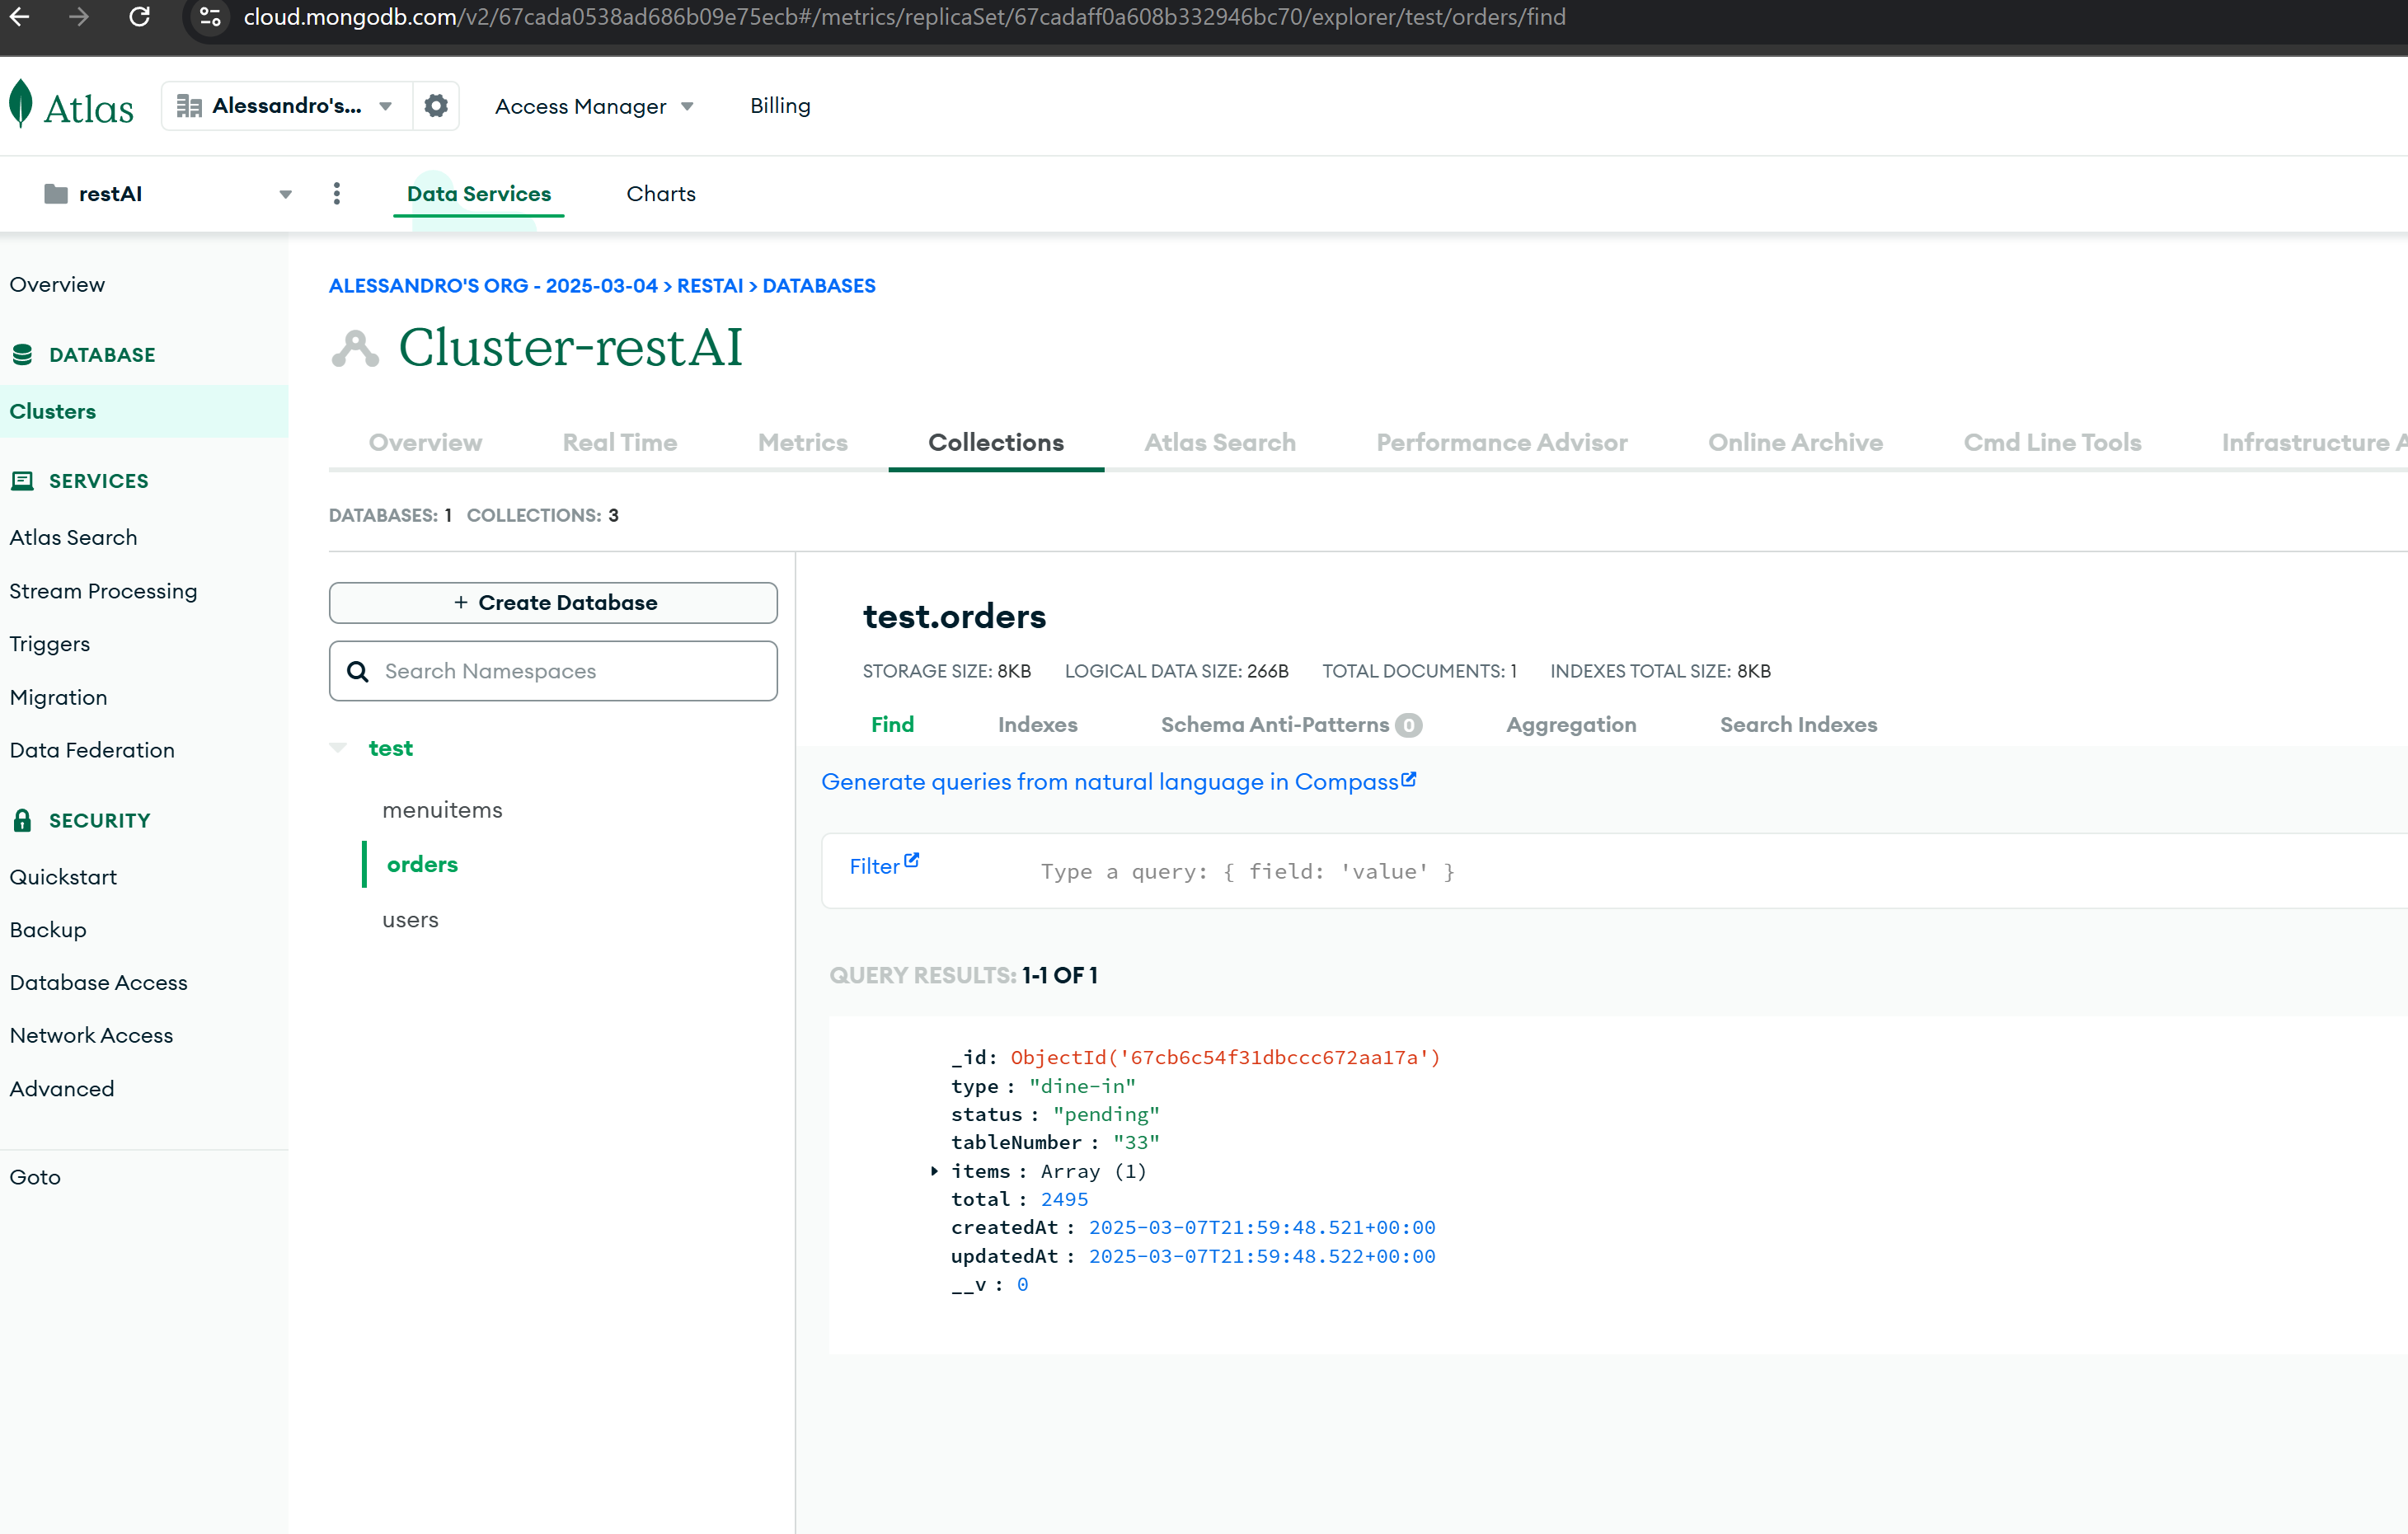 cloud.mongodb.com/v2/67cada0538ad686b09e75ecb#/metrics/replicaSet/67cadaff0a608b332946bc70/explorer/test/orders/find
Atlas
Alessandro's...
Access Manager
Billing
restAI
Data Services
Charts
Overview
DATABASE
Clusters
SERVICES
Atlas Search
Stream Processing
Triggers
Migration
Data Federation
SECURITY
Quickstart
Backup
Database Access
Network Access
Advanced
Goto
ALESSANDRO'S ORG - 2025-03-04 > RESTAI > DATABASES
Cluster-restAI
Overview
Real Time
Metrics
Collections
Atlas Search
Performance Advisor
Online Archive
Cmd Line Tools
Infrastructure A
DATABASES: 1 COLLECTIONS: 3
+ Create Database
Search Namespaces
test
menuitems
orders
users
test.orders
STORAGE SIZE: 8KB LOGICAL DATA SIZE: 266B TOTAL DOCUMENTS: 1 INDEXES TOTAL SIZE: 8KB
Find
Indexes
Schema Anti-Patterns 0
Aggregation
Search Indexes
Generate queries from natural language in Compass
Filter
Type a query: { field: 'value' }
QUERY RESULTS: 1-1 OF 1
_id: ObjectId('67cb6c54f31dbccc672aa17a')
type : "dine-in"
status : "pending"
tableNumber : "33"
items : Array (1)
total : 2495
createdAt : 2025-03-07T21:59:48.521+00:00
updatedAt : 2025-03-07T21:59:48.522+00:00
__v : 0